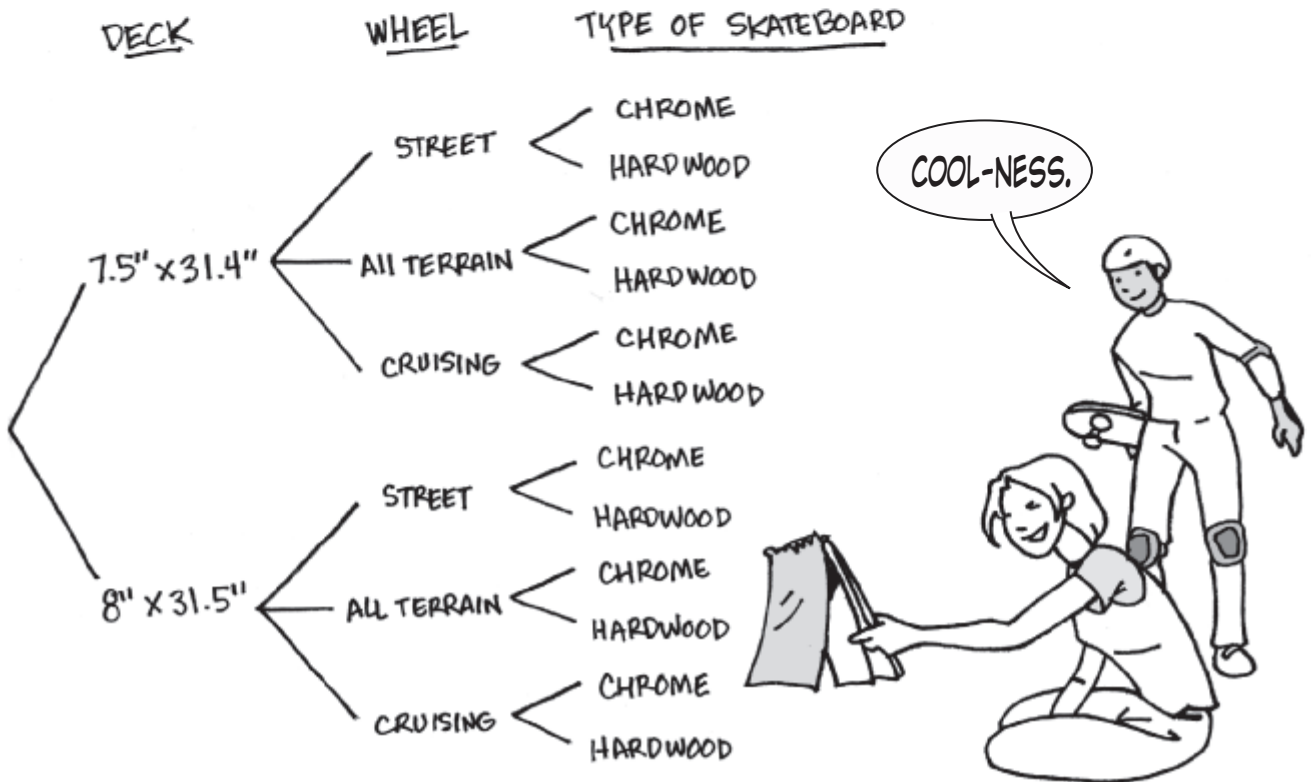 DECK WHEEL TYPE OF SKATEBOARD
CHROME
STREET
HARDWOOD
COOL-NESS.
CHROME
7.5" x 31.4" All TERRAIN
HARDWOOD
CHROME
CRUISING
HARDWOOD
CHROME
STREET
HARDWOOD
CHROME
8" x 31.5" ALL TERRAIN
HARDWOOD
CHROME
CRUISING
HARDWOOD